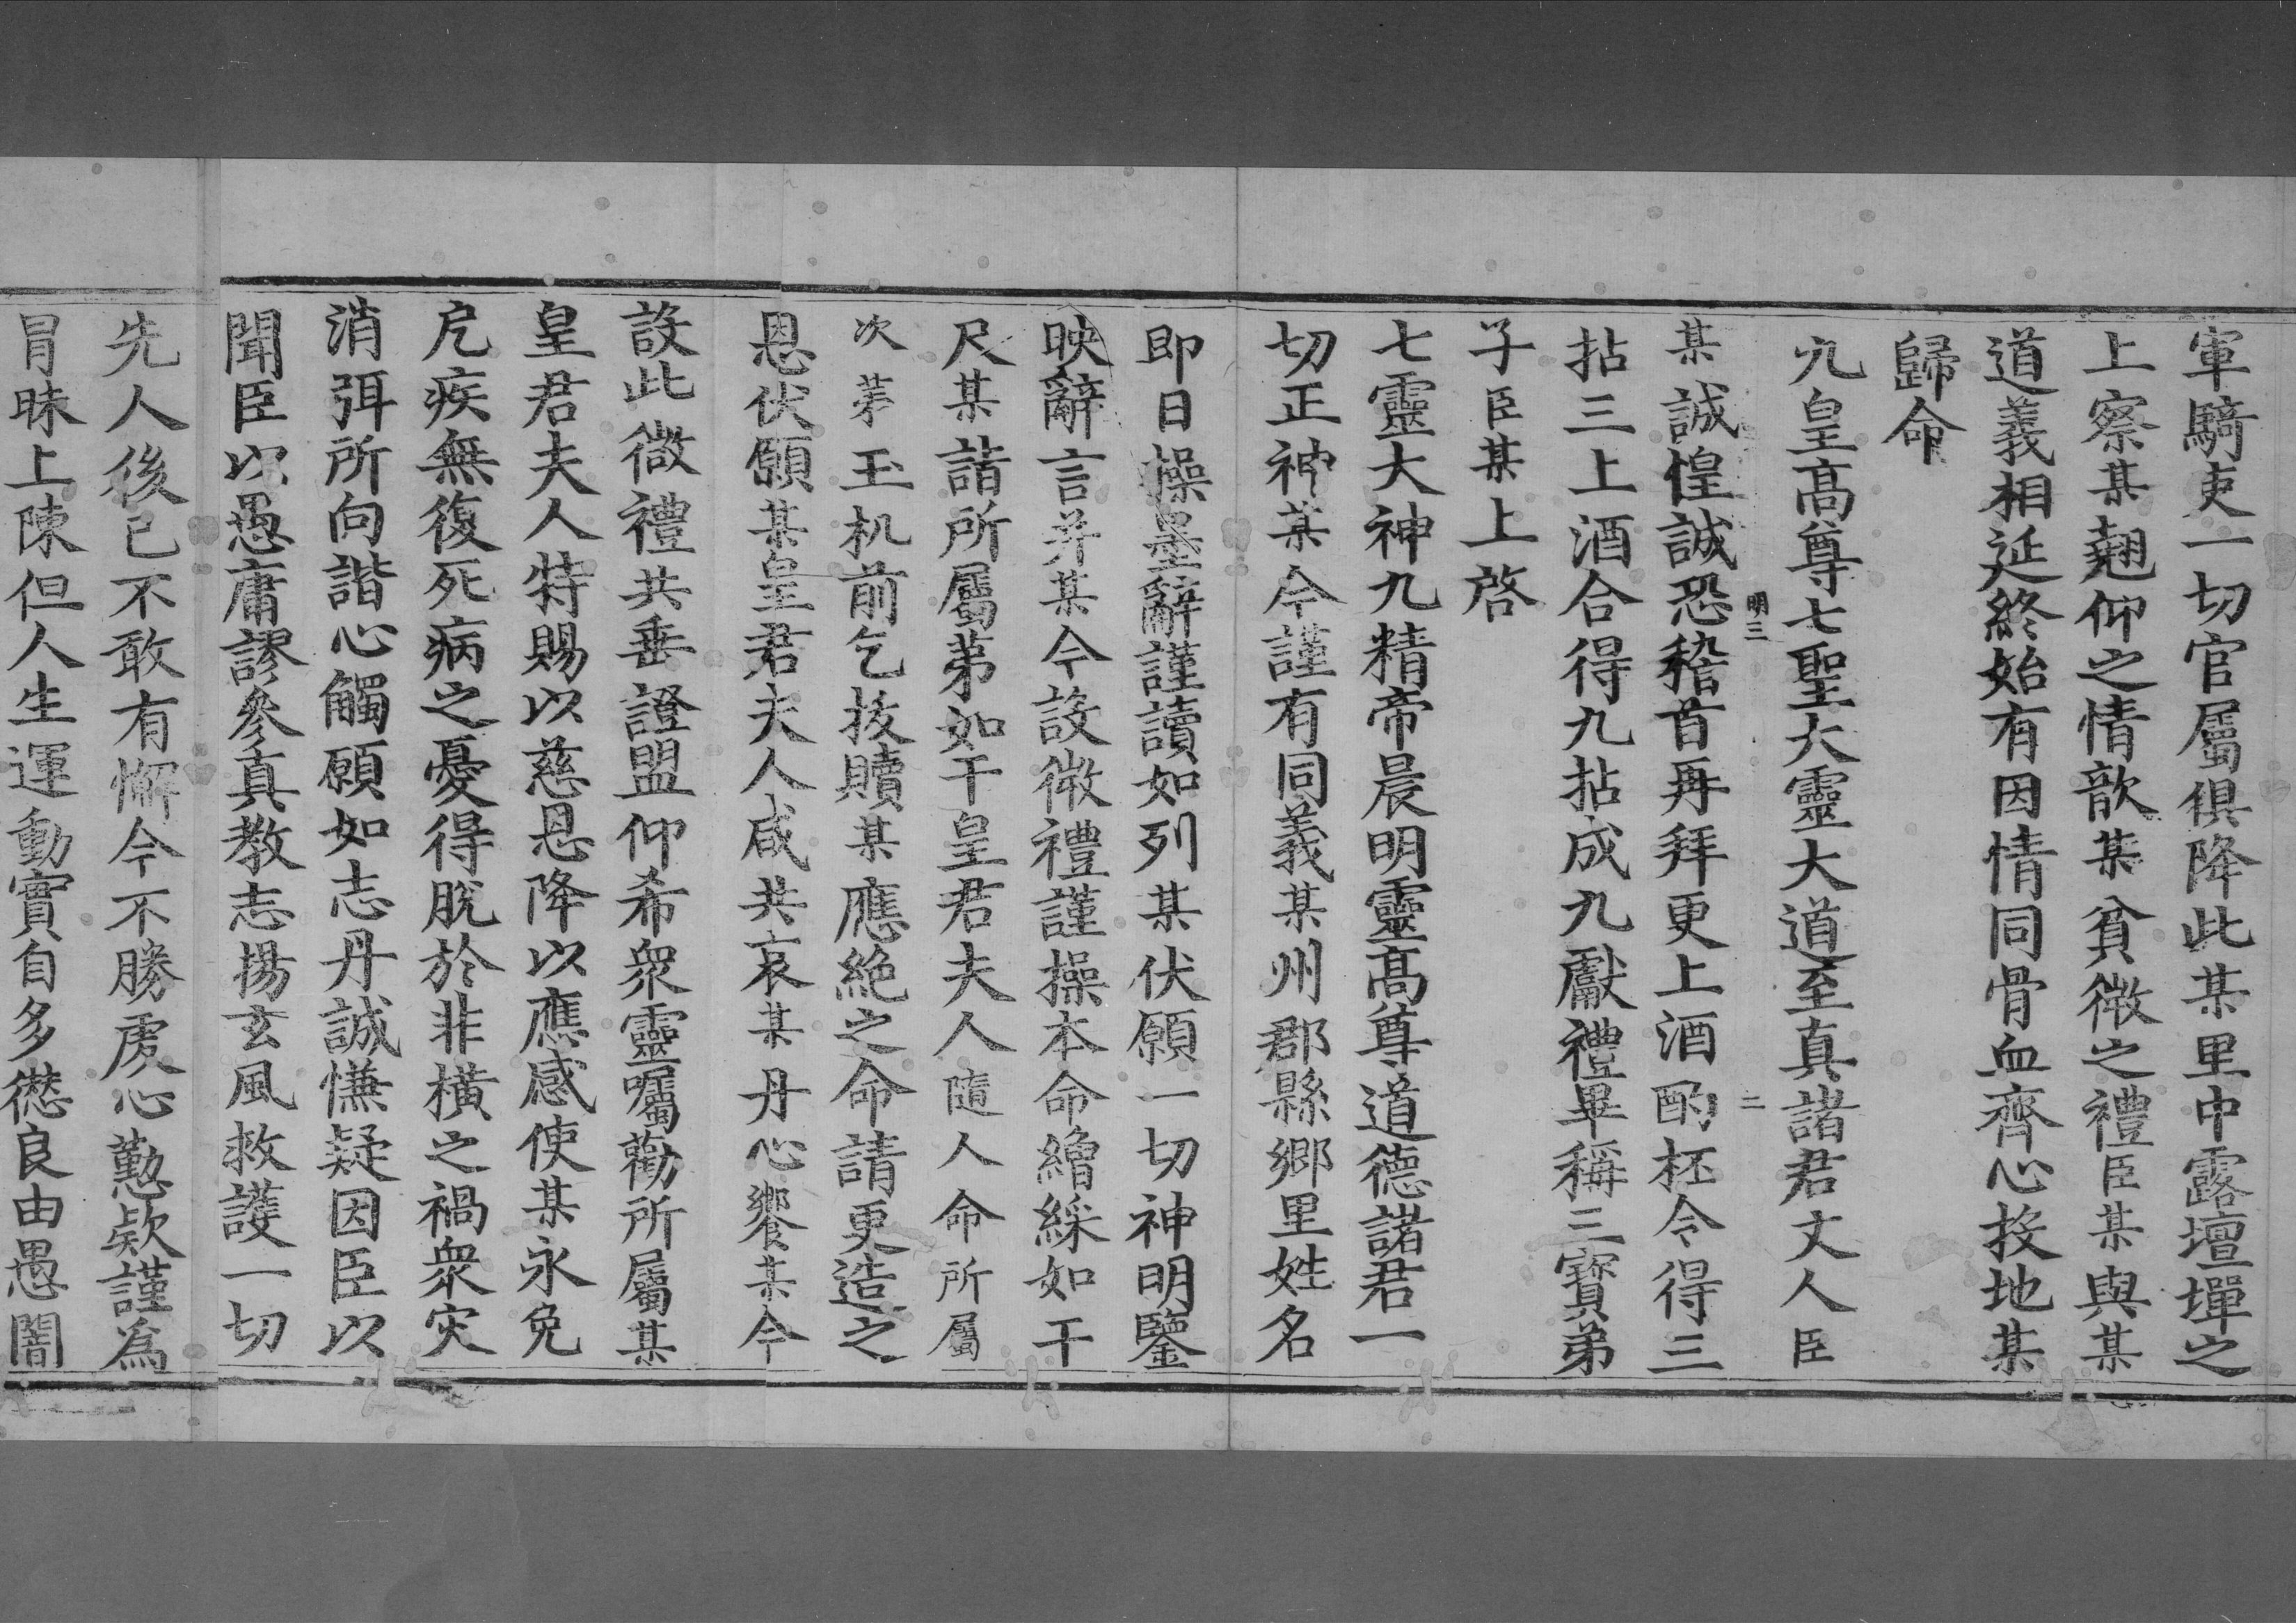 軍騎吏一切官屬俱降此某里中露壇墠之
上察某翹仰之情歆某貧微之禮臣某與某
道義相延終始有因情同骨血齊心投地某
歸命
九皇高尊七聖大靈大道至真諸君丈人臣
明三 二
某誠惶誠恐稽首再拜更上酒酌柸令得三
拈三上酒合得九拈成九獻禮畢稱三寳弟
子臣某上啓
七靈大神九精帝晨明靈高尊道德諸君一
切正神某今謹有同義某州郡縣鄉里姓名
即日操墨辭謹讀如列某伏願一切神明鑒
映辭言并某今設微禮謹操本命繒綵如干
尺某詣所屬苐如干皇君夫人隨人命所屬
次苐玉机前乞拔贖某應絶之命請更造之
恩伏願某皇君夫人咸共哀某丹心饗某今
設此微禮共垂證盟仰希衆靈囑勸所屬某
皇君夫人特賜以慈恩降以應感使某永免
厄疾無復死病之憂得脫於非橫之禍衆灾
消弭所向諧心觸願如志丹誠慊疑因臣以
聞臣以愚庸謬參真教志揚玄風救護一切
先人後已不敢有懈今不勝虔心懃欵謹為
冒昧上陳但人生運動實自多愆良由愚闇